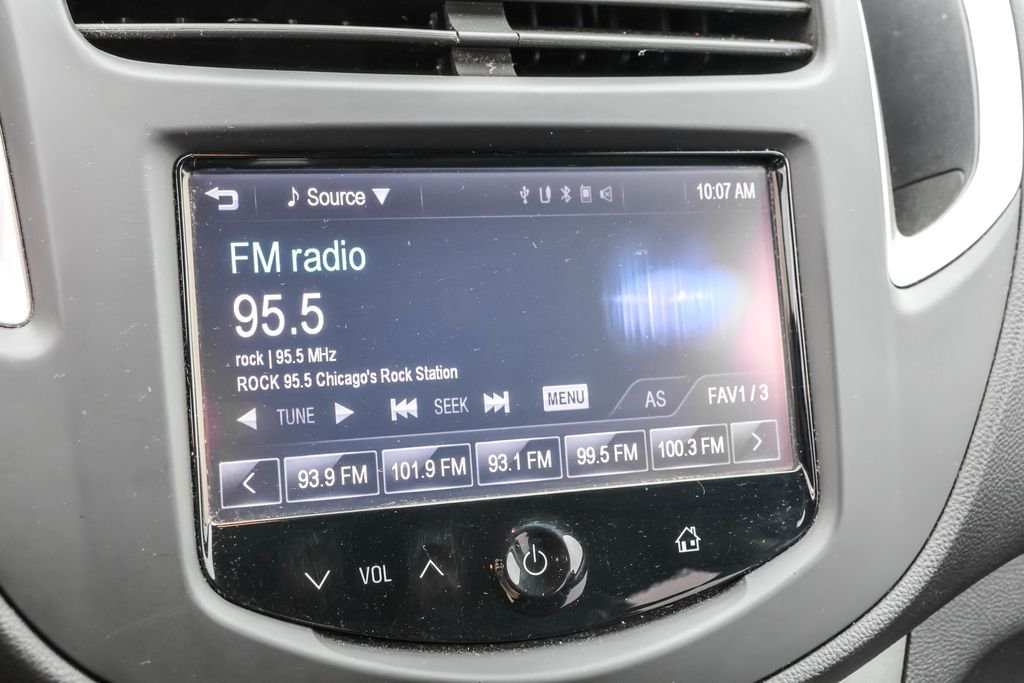 Source 10:07 AM
FM radio
95.5
rock | 95.5 MHz
ROCK 95.5 Chicago's Rock Station
TUNE SEEK MENU AS FAV1 / 3
93.9 FM 101.9 FM 93.1 FM 99.5 FM 100.3 FM
VOL